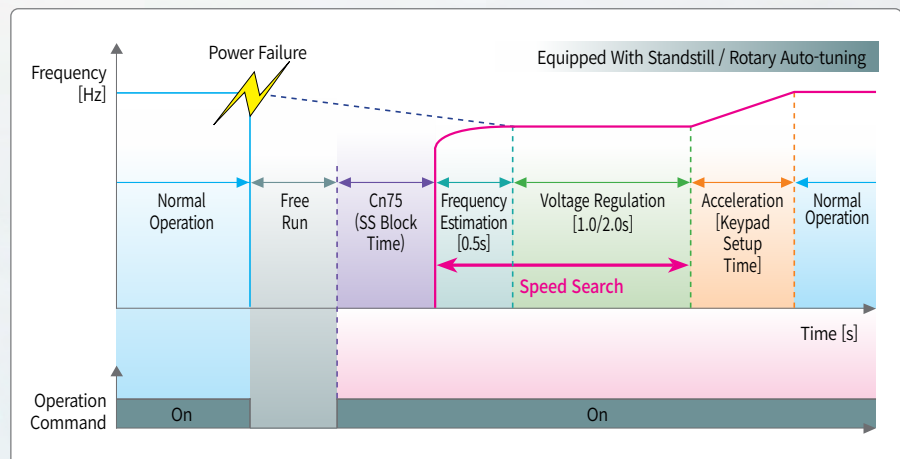 Power Failure
Equipped With Standstill / Rotary Auto-tuning
Frequency
[Hz]
Normal
Operation
Free
Run
Cn75
(SS Block
Time)
Frequency
Estimation
[0.5s]
Voltage Regulation
[1.0/2.0s]
Acceleration
[Keypad
Setup
Time]
Normal
Operation
Speed Search
Time [s]
Operation
Command
On
On